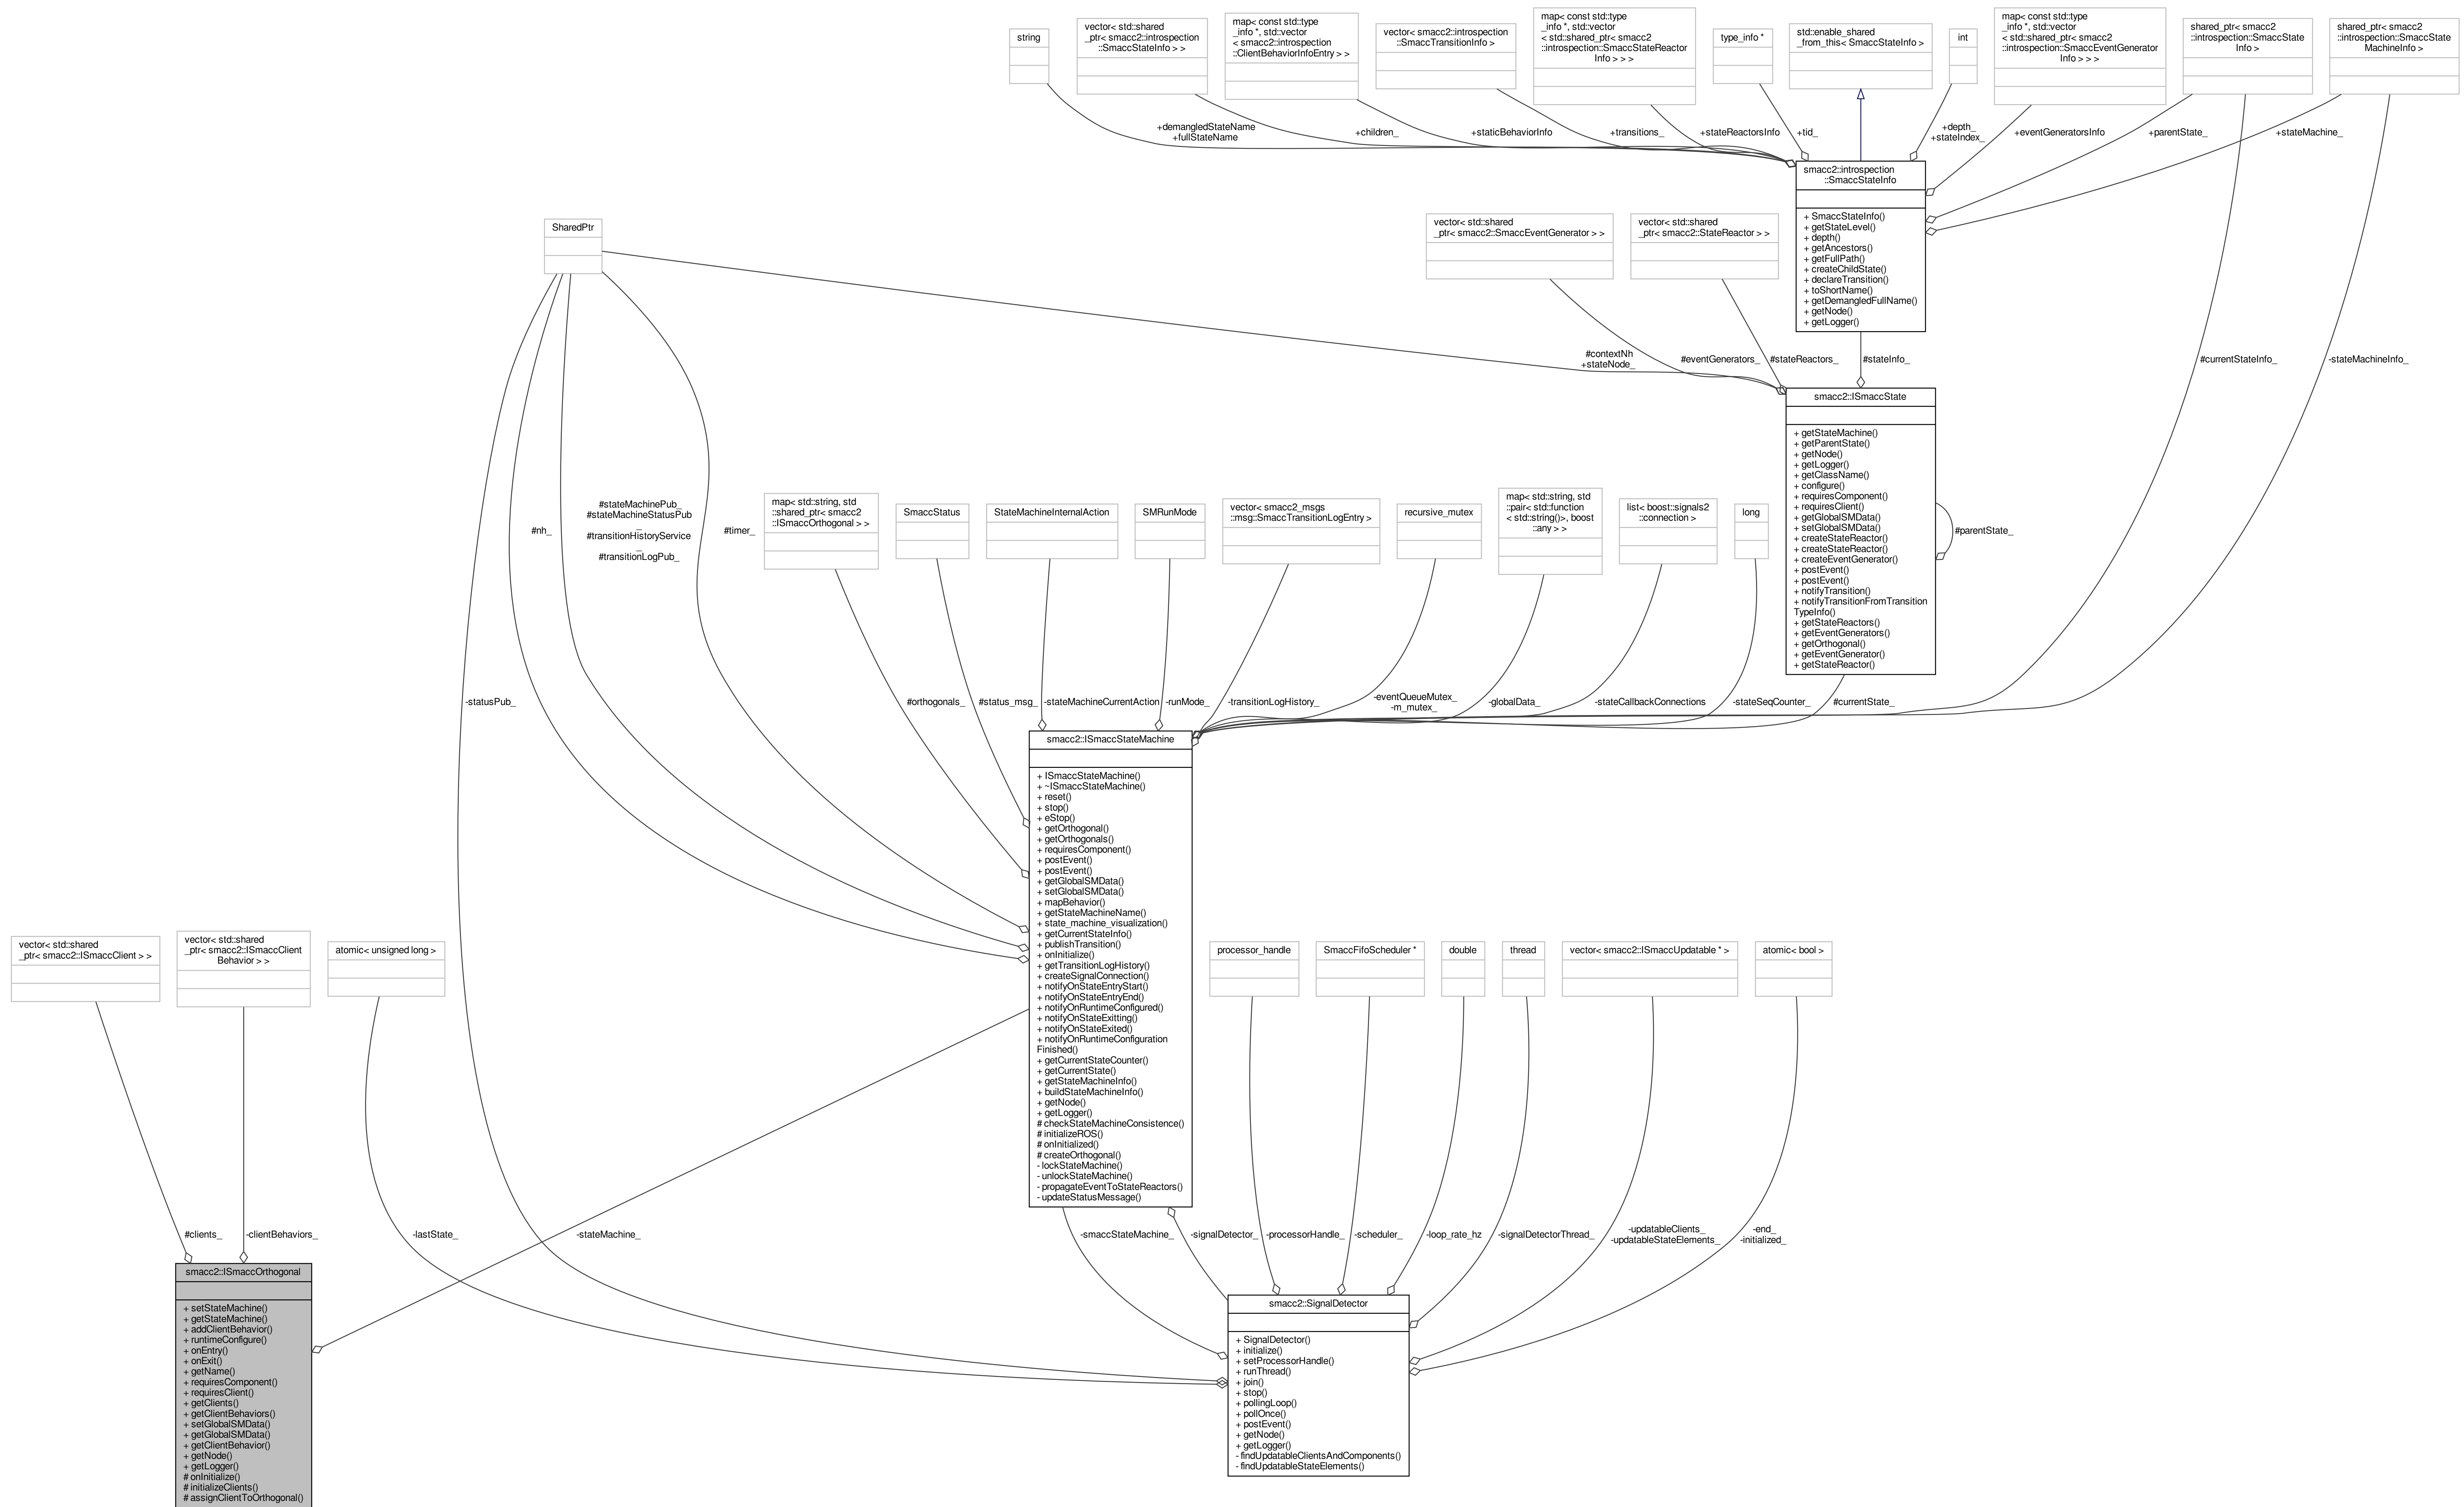 string
vector< std::shared
_ptr< smacc2::introspection
::SmaccStateInfo > >
map< const std::type
_info *, std::vector
< smacc2::introspection
::ClientBehaviorInfoEntry > >
vector< smacc2::introspection
::SmaccTransitionInfo >
map< const std::type
_info *, std::vector
< std::shared_ptr< smacc2
::introspection::SmaccStateReactor
Info > > >
type_info *
std::enable_shared
_from_this< SmaccStateInfo >
int
map< const std::type
_info *, std::vector
< std::shared_ptr< smacc2
::introspection::SmaccEventGenerator
Info > > >
shared_ptr< smacc2
::introspection::SmaccState
Info >
shared_ptr< smacc2
::introspection::SmaccState
MachineInfo >
+demangledStateName
+fullStateName
+children_
+staticBehaviorInfo
+transitions_
+stateReactorsInfo
+tid_
+depth_
+stateIndex_
+eventGeneratorsInfo
+parentState_
+stateMachine_
smacc2::introspection
::SmaccStateInfo
+ SmaccStateInfo()
+ getStateLevel()
+ depth()
+ getAncestors()
+ getFullPath()
+ createChildState()
+ declareTransition()
+ toShortName()
+ getDemangledFullName()
+ getNode()
+ getLogger()
SharedPtr
vector< std::shared
_ptr< smacc2::SmaccEventGenerator > >
vector< std::shared
_ptr< smacc2::StateReactor > >
#contextNh
+stateNode_
#eventGenerators_
#stateReactors_
#stateInfo_
#currentStateInfo_
-stateMachineInfo_
smacc2::ISmaccState
+ getStateMachine()
+ getParentState()
+ getNode()
+ getLogger()
+ getClassName()
+ configure()
+ requiresComponent()
+ requiresClient()
+ getGlobalSMData()
+ setGlobalSMData()
+ createStateReactor()
+ createStateReactor()
+ createEventGenerator()
+ postEvent()
+ postEvent()
+ notifyTransition()
+ notifyTransitionFromTransition
TypeInfo()
+ getStateReactors()
+ getEventGenerators()
+ getOrthogonal()
+ getEventGenerator()
+ getStateReactor()
#parentState_
#nh_
#stateMachinePub_
#stateMachineStatusPub
_
#transitionHistoryService
_
#transitionLogPub_
#timer_
map< std::string, std
::shared_ptr< smacc2
::ISmaccOrthogonal > >
SmaccStatus
StateMachineInternalAction
SMRunMode
vector< smacc2_msgs
::msg::SmaccTransitionLogEntry >
recursive_mutex
map< std::string, std
::pair< std::function
< std::string()>, boost
::any > >
list< boost::signals2
::connection >
long
-statusPub_
#orthogonals_
#status_msg_
-stateMachineCurrentAction
-runMode_
-transitionLogHistory_
-eventQueueMutex_
-m_mutex_
-globalData_
-stateCallbackConnections
-stateSeqCounter_
#currentState_
smacc2::ISmaccStateMachine
+ ISmaccStateMachine()
+ ~ISmaccStateMachine()
+ reset()
+ stop()
+ eStop()
+ getOrthogonal()
+ getOrthogonals()
+ requiresComponent()
+ postEvent()
+ postEvent()
+ getGlobalSMData()
+ setGlobalSMData()
+ mapBehavior()
+ getStateMachineName()
+ state_machine_visualization()
+ getCurrentStateInfo()
+ publishTransition()
+ onInitialize()
+ getTransitionLogHistory()
+ createSignalConnection()
+ notifyOnStateEntryStart()
+ notifyOnStateEntryEnd()
+ notifyOnRuntimeConfigured()
+ notifyOnStateExitting()
+ notifyOnStateExited()
+ notifyOnRuntimeConfiguration
Finished()
+ getCurrentStateCounter()
+ getCurrentState()
+ getStateMachineInfo()
+ buildStateMachineInfo()
+ getNode()
+ getLogger()
# checkStateMachineConsistence()
# initializeROS()
# onInitialized()
# createOrthogonal()
- lockStateMachine()
- unlockStateMachine()
- propagateEventToStateReactors()
- updateStatusMessage()
vector< std::shared
_ptr< smacc2::ISmaccClient > >
vector< std::shared
_ptr< smacc2::ISmaccClient
Behavior > >
atomic< unsigned long >
processor_handle
SmaccFifoScheduler *
double
thread
vector< smacc2::ISmaccUpdatable * >
atomic< bool >
#clients_
-clientBehaviors_
-lastState_
-stateMachine_
-smaccStateMachine_
-signalDetector_
-processorHandle_
-scheduler_
-loop_rate_hz
-signalDetectorThread_
-updatableClients_
-updatableStateElements_
-end_
-initialized_
smacc2::ISmaccOrthogonal
+ setStateMachine()
+ getStateMachine()
+ addClientBehavior()
+ runtimeConfigure()
+ onEntry()
+ onExit()
+ getName()
+ requiresComponent()
+ requiresClient()
+ getClients()
+ getClientBehaviors()
+ setGlobalSMData()
+ getGlobalSMData()
+ getClientBehavior()
+ getNode()
+ getLogger()
# onInitialize()
# initializeClients()
# assignClientToOrthogonal()
smacc2::SignalDetector
+ SignalDetector()
+ initialize()
+ setProcessorHandle()
+ runThread()
+ join()
+ stop()
+ pollingLoop()
+ pollOnce()
+ postEvent()
+ getNode()
+ getLogger()
- findUpdatableClientsAndComponents()
- findUpdatableStateElements()